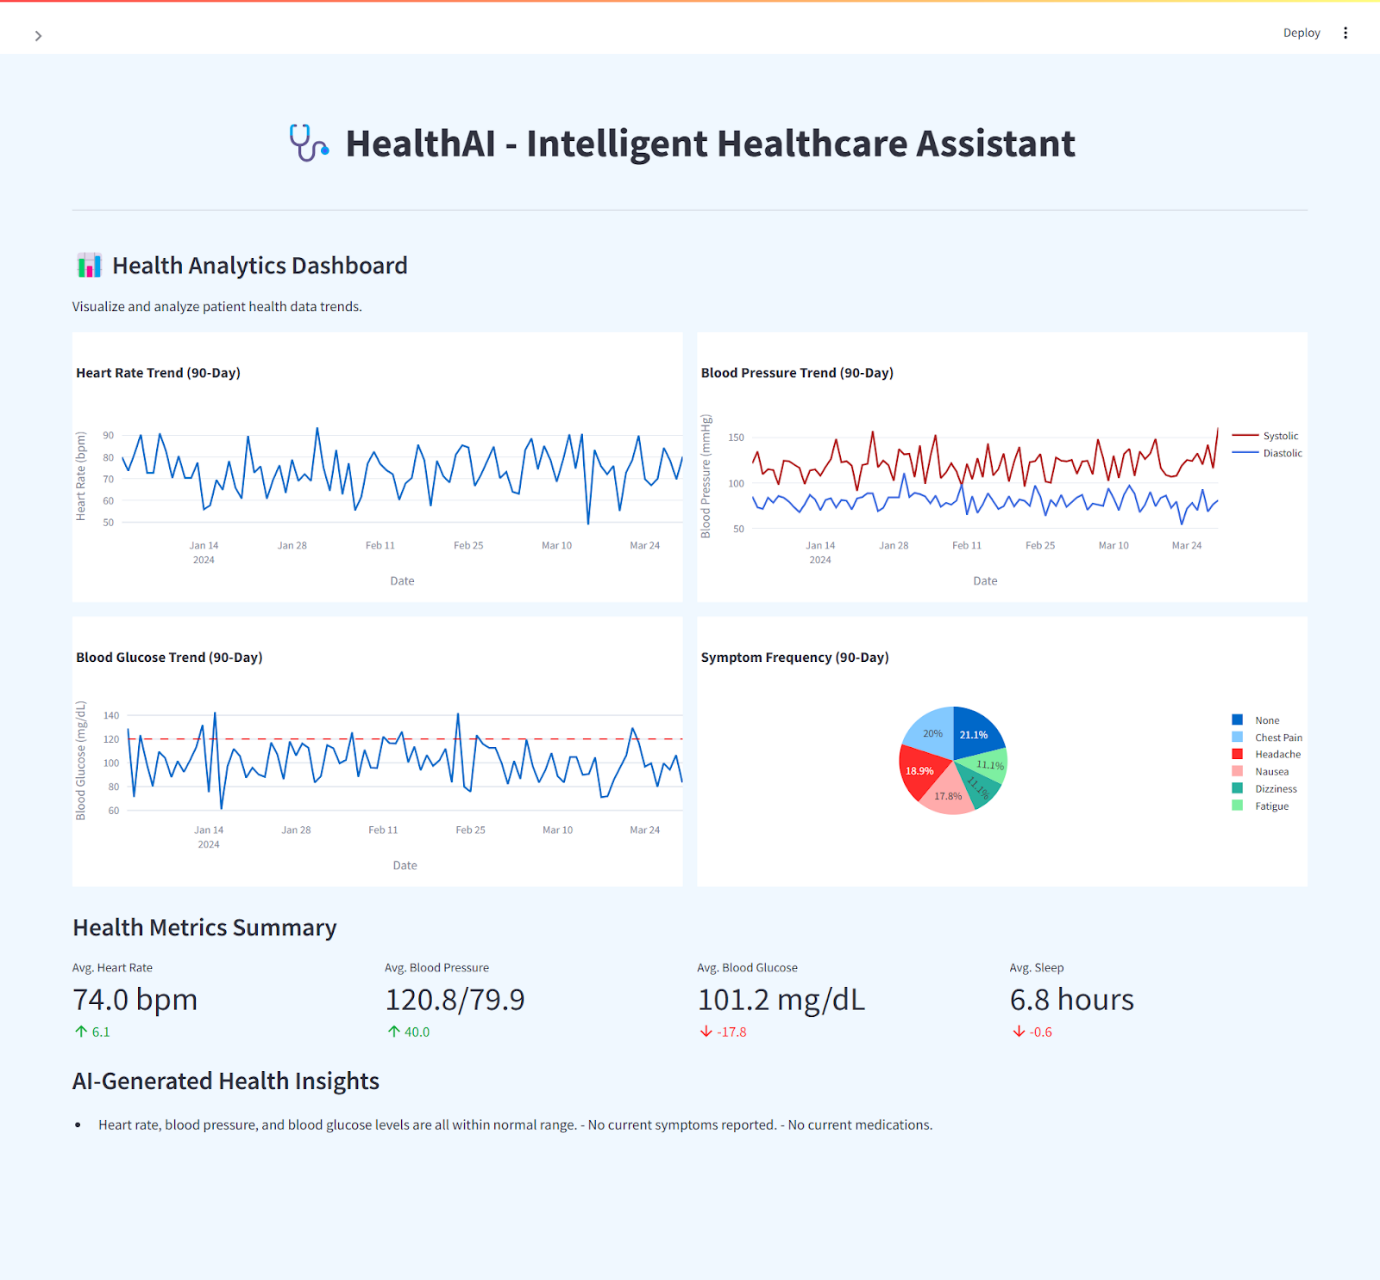 Deploy
HealthAI - Intelligent Healthcare Assistant
Health Analytics Dashboard
Visualize and analyze patient health data trends.
Heart Rate Trend (90-Day)
Heart Rate (bpm)
90
80
70
60
50
Jan 14
2024
Jan 28
Feb 11
Feb 25
Mar 10
Mar 24
Date
Blood Pressure Trend (90-Day)
Blood Pressure (mmHg)
150
100
50
Jan 14
2024
Jan 28
Feb 11
Feb 25
Mar 10
Mar 24
Date
Systolic
Diastolic
Blood Glucose Trend (90-Day)
Blood Glucose (mg/dL)
140
120
100
80
60
Jan 14
2024
Jan 28
Feb 11
Feb 25
Mar 10
Mar 24
Date
Symptom Frequency (90-Day)
20%
21.1%
18.9%
11.1%
17.8%
11.1%
None
Chest Pain
Headache
Nausea
Dizziness
Fatigue
Health Metrics Summary
Avg. Heart Rate
74.0 bpm
↑ 6.1
Avg. Blood Pressure
120.8/79.9
↑ 40.0
Avg. Blood Glucose
101.2 mg/dL
↓ -17.8
Avg. Sleep
6.8 hours
↓ -0.6
AI-Generated Health Insights
• Heart rate, blood pressure, and blood glucose levels are all within normal range. - No current symptoms reported. - No current medications.